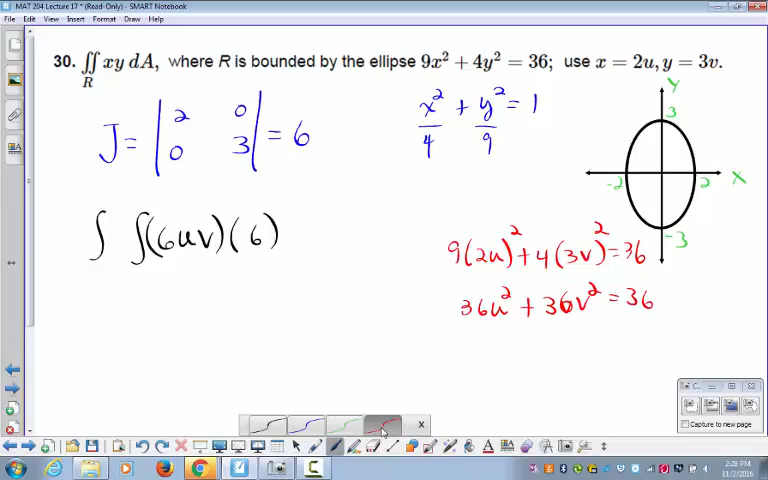 MAT 204 Lecture 17 * (Read-Only) - SMART Notebook
File Edit View Insert Format Draw Help
30. ∬_R xy dA, where R is bounded by the ellipse 9x² + 4y² = 36; use x = 2u, y = 3v.
J = | 2 0 |
| 0 3 | = 6
x²/4 + y²/9 = 1
Y
3
-2 2 X
-3
∫ ∫(6uv)(6)
9(2u)² + 4(3v)² = 36
36u² + 36v² = 36
Capture to new page
2:28 PM
11/2/2016